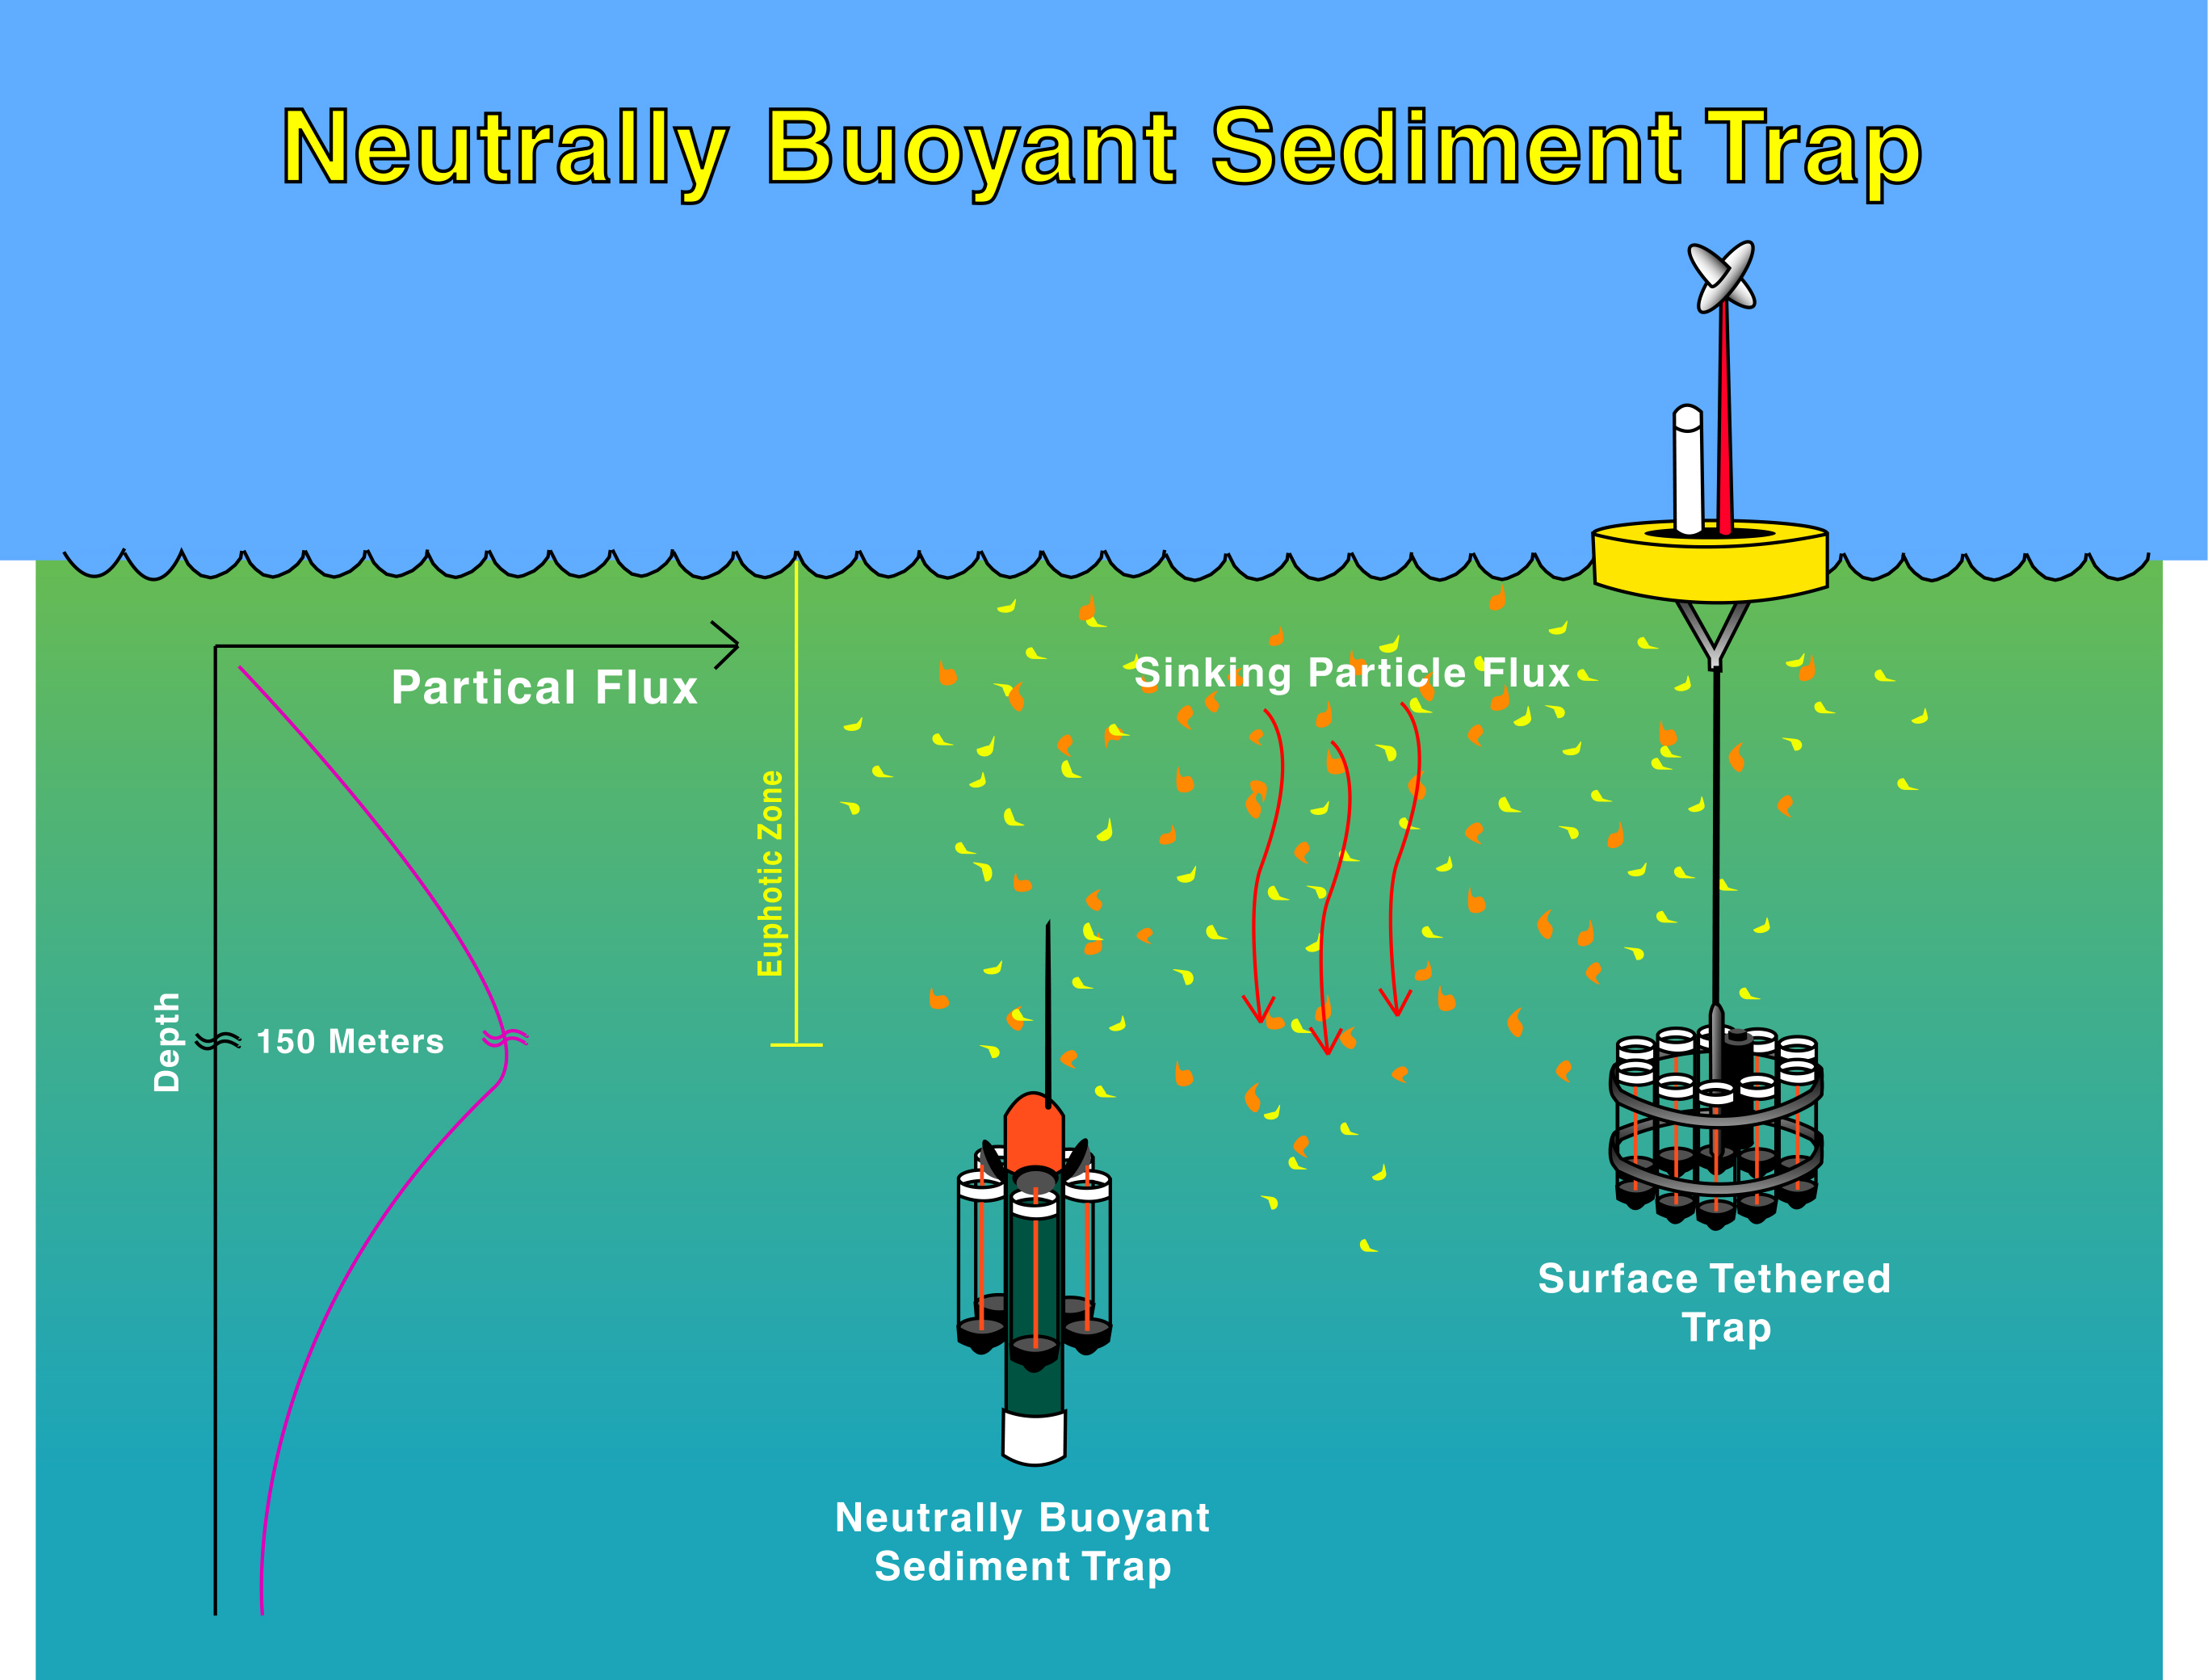 Neutrally Buoyant Sediment Trap
Partical Flux
Sinking Particle Flux
Euphotic Zone
Depth
150 Meters
Surface Tethered
Trap
Neutrally Buoyant
Sediment Trap